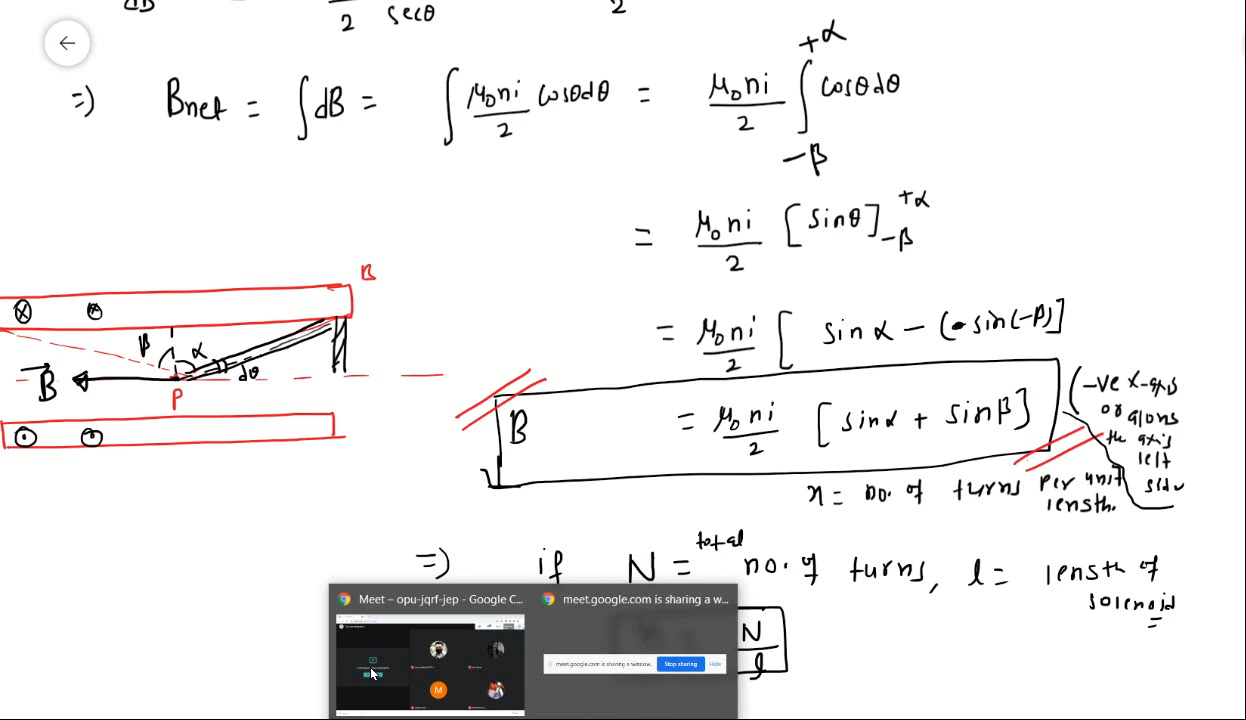 dB
2 secθ 2
=) Bnet = ∫dB = ∫ μ₀ni/2 cosθdθ = μ₀ni/2 ∫ cosθdθ
+α
-β
= μ₀ni/2 [sinθ] +α -β
= μ₀ni/2 [ sinα - ( sin(-β)]
B = μ₀ni/2 [ sinα + sinβ]
(-ve x-axis
or along
the axis
left
side
n = no. of turns per unit
length.
B
β α
dθ
B
P
=) if N = total no. of turns, l = length of
solenoid
=
N/l
Meet – opu-jqrf-jep - Google C...
meet.google.com is sharing a w...
meet.google.com is sharing a window.
Stop sharing
Hide
M